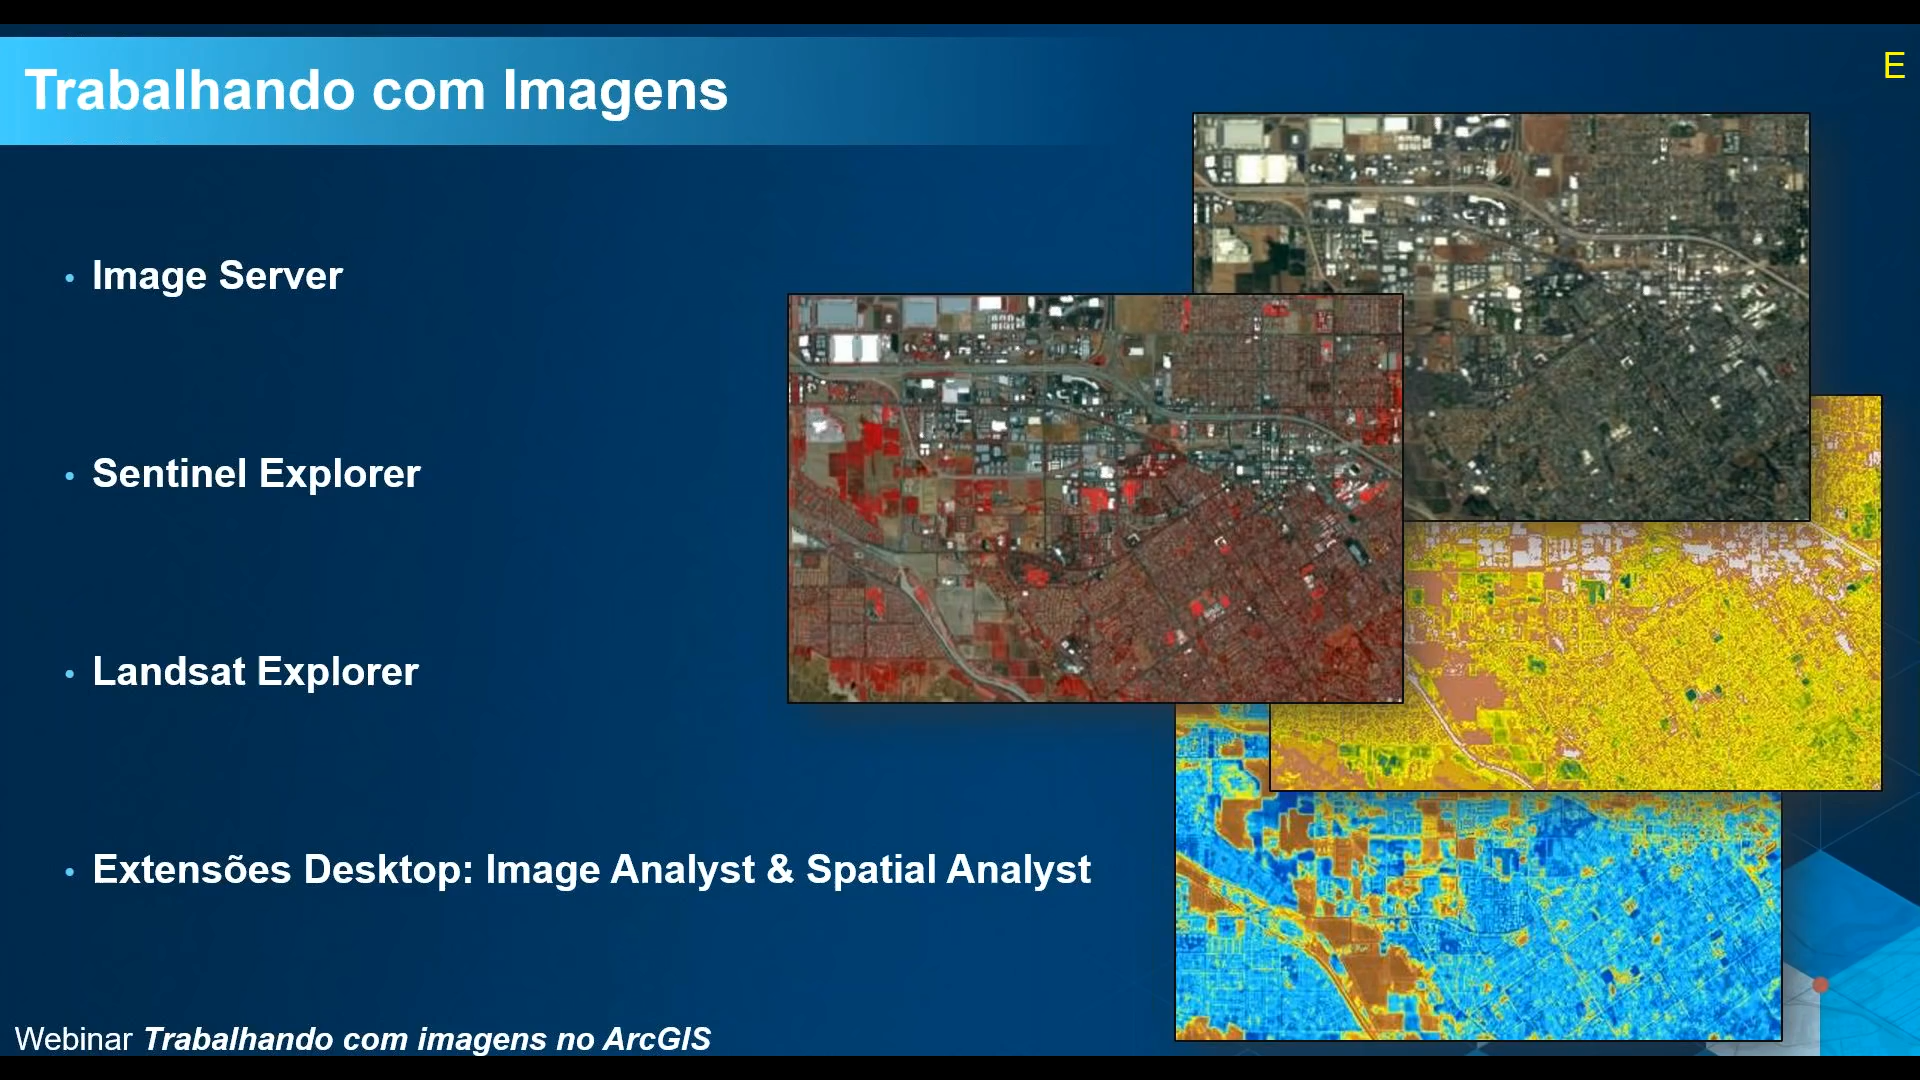 Trabalhando com Imagens
E
• Image Server
• Sentinel Explorer
• Landsat Explorer
• Extensões Desktop: Image Analyst & Spatial Analyst
Webinar Trabalhando com imagens no ArcGIS